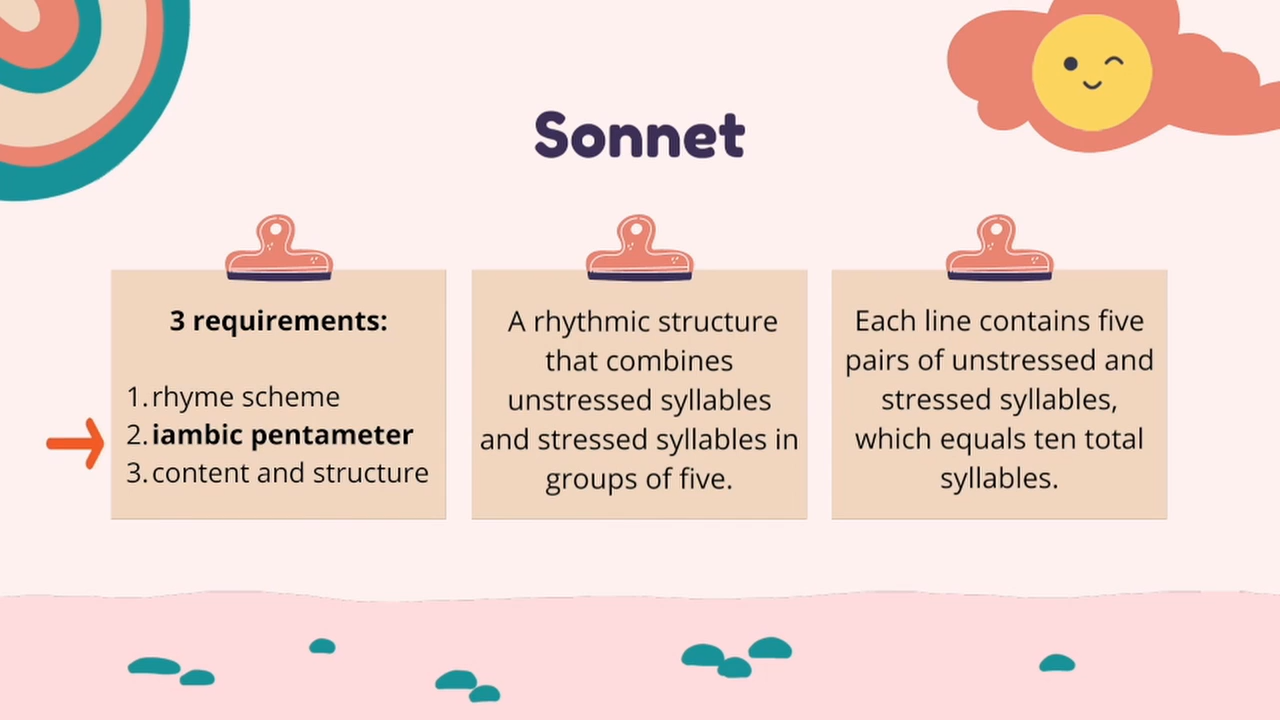 Sonnet
3 requirements:
1. rhyme scheme
2. iambic pentameter
3. content and structure
A rhythmic structure
that combines
unstressed syllables
and stressed syllables in
groups of five.
Each line contains five
pairs of unstressed and
stressed syllables,
which equals ten total
syllables.